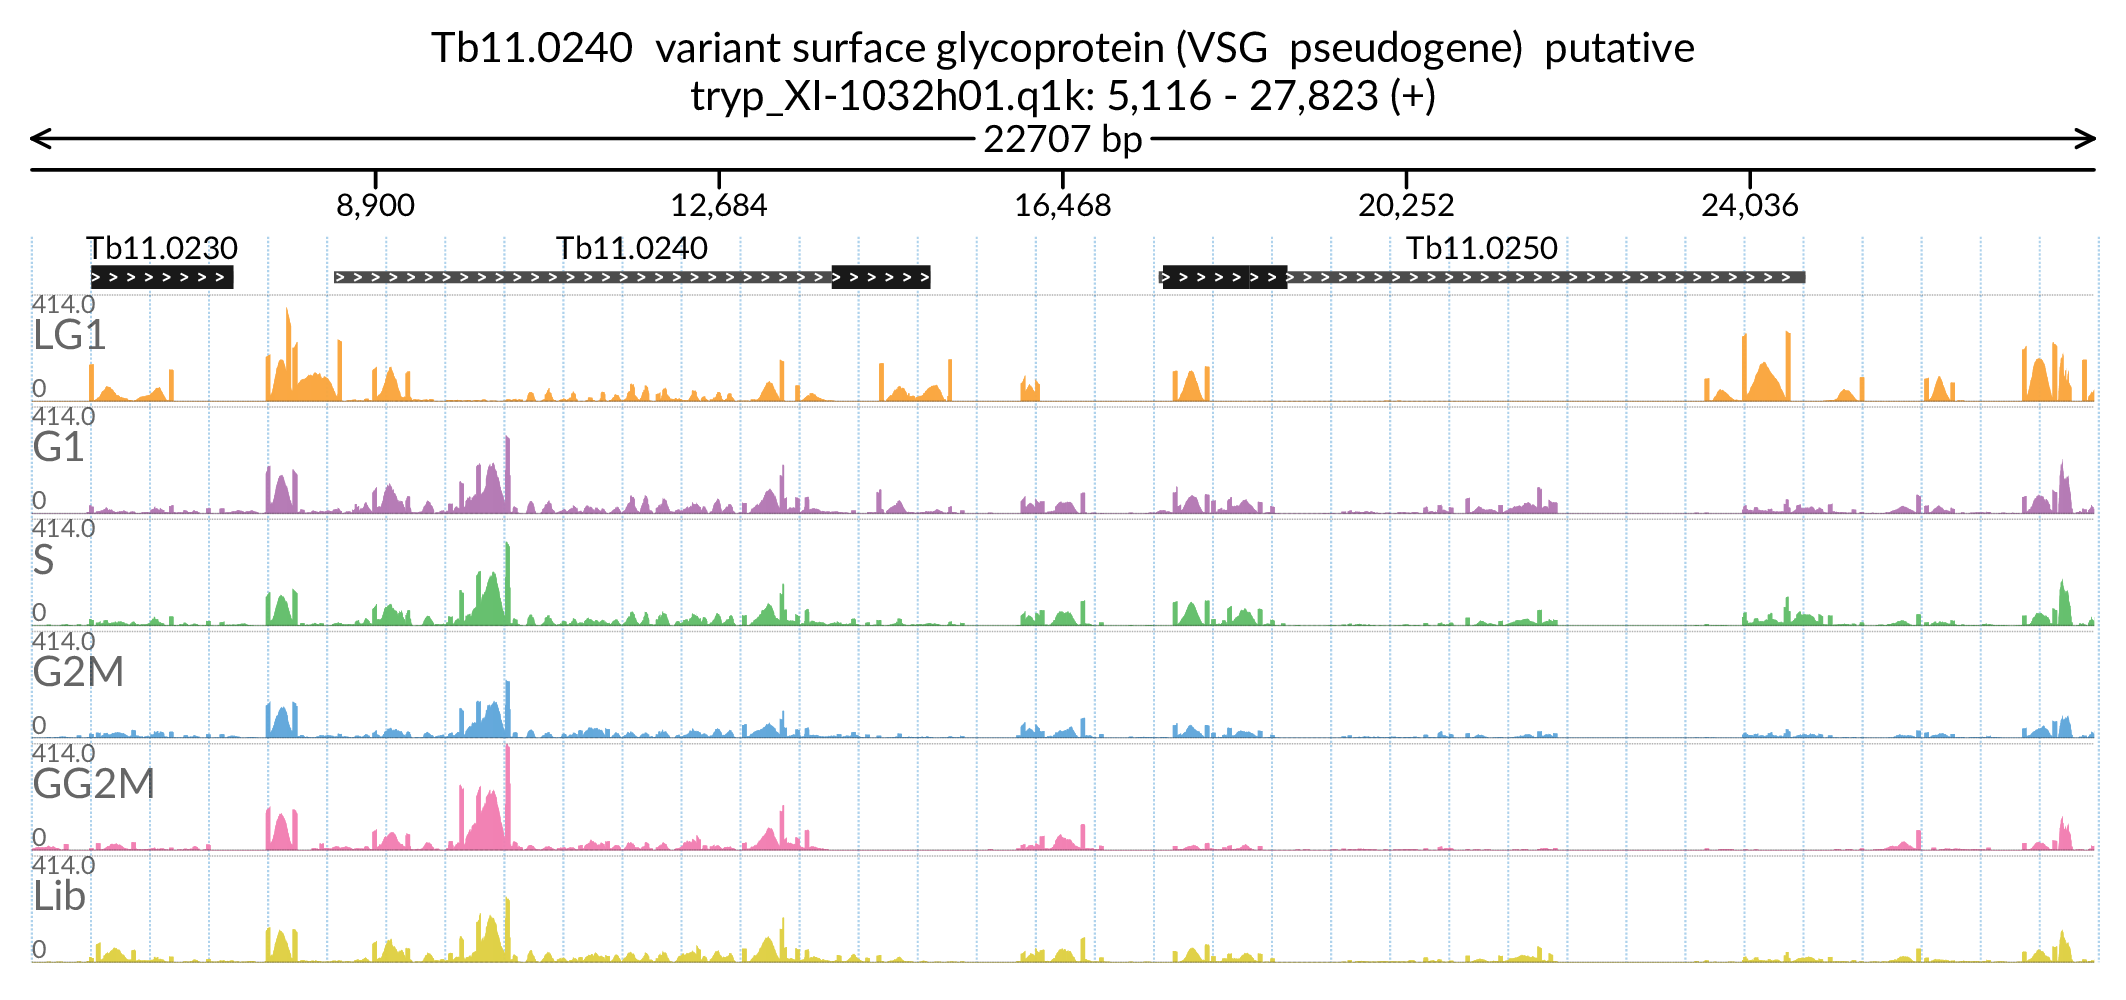 Tb11.0240 variant surface glycoprotein (VSG pseudogene) putative
tryp_XI-1032h01.q1k: 5,116 - 27,823 (+)
22707 bp
8,900 12,684 16,468 20,252 24,036
Tb11.0230 Tb11.0240 Tb11.0250
414.0
LG1
0
414.0
G1
0
414.0
S
0
414.0
G2M
0
414.0
GG2M
0
414.0
Lib
0